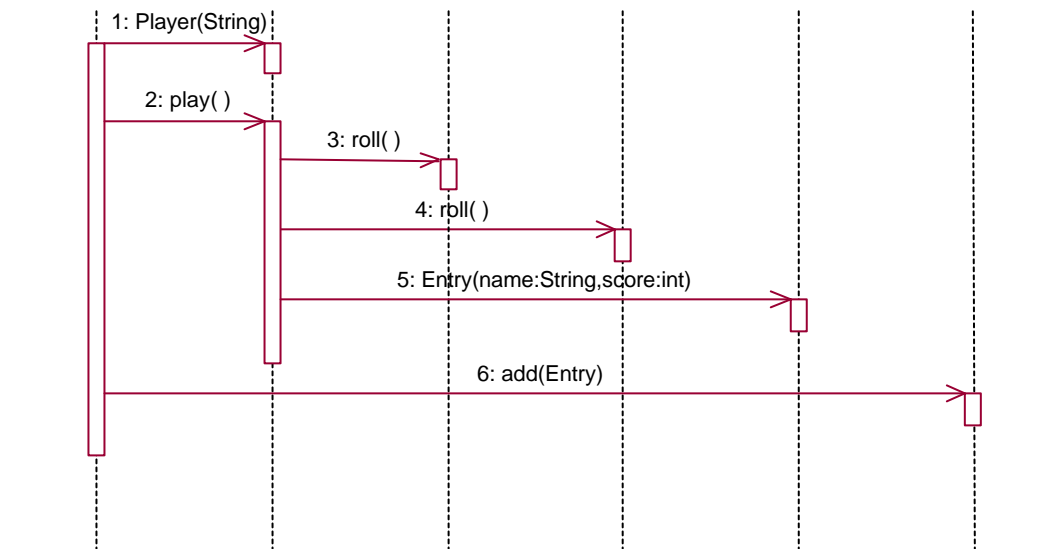 1: Player(String)
2: play( )
3: roll( )
4: roll( )
5: Entry(name:String,score:int)
6: add(Entry)